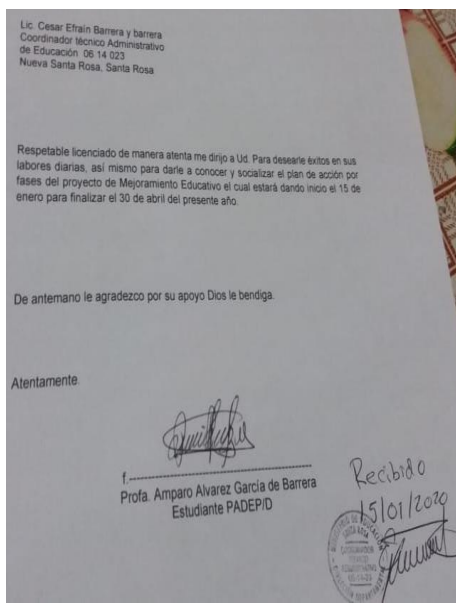 Lic. Cesar Efraín Barrera y barrera
Coordinador técnico Administrativo
de Educación 06 14 023
Nueva Santa Rosa, Santa Rosa
Respetable licenciado de manera atenta me dirijo a Ud. Para desearle éxitos en sus
labores diarias, así mismo para darle a conocer y socializar el plan de acción por
fases del proyecto de Mejoramiento Educativo el cual estará dando inicio el 15 de
enero para finalizar el 30 de abril del presente año.
De antemano le agradezco por su apoyo Dios le bendiga.
Atentamente.
f.-----------------------------------
Profa. Amparo Alvarez García de Barrera
Estudiante PADEP/D
Recibido
15/01/2020